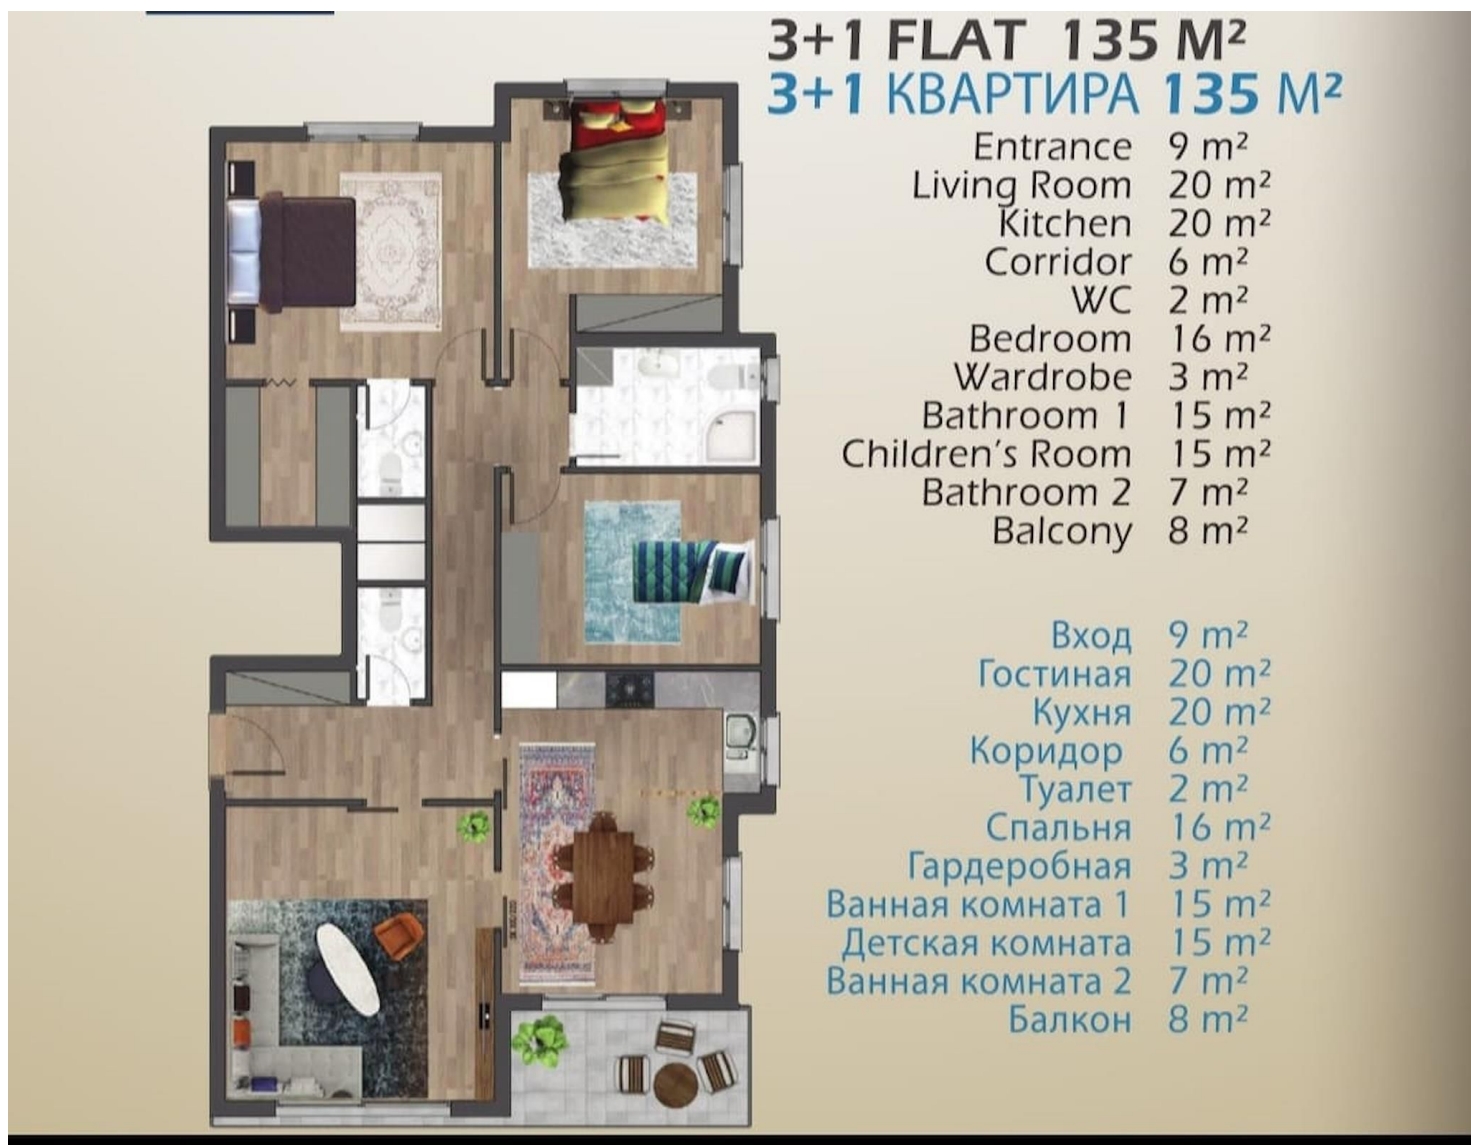 3+1 FLAT 135 M²
3+1 КВАРТИРА 135 М²
Entrance 9 m²
Living Room 20 m²
Kitchen 20 m²
Corridor 6 m²
WC 2 m²
Bedroom 16 m²
Wardrobe 3 m²
Bathroom 1 15 m²
Children's Room 15 m²
Bathroom 2 7 m²
Balcony 8 m²
Вход 9 m²
Гостиная 20 m²
Кухня 20 m²
Коридор 6 m²
Туалет 2 m²
Спальня 16 m²
Гардеробная 3 m²
Ванная комната 1 15 m²
Детская комната 15 m²
Ванная комната 2 7 m²
Балкон 8 m²